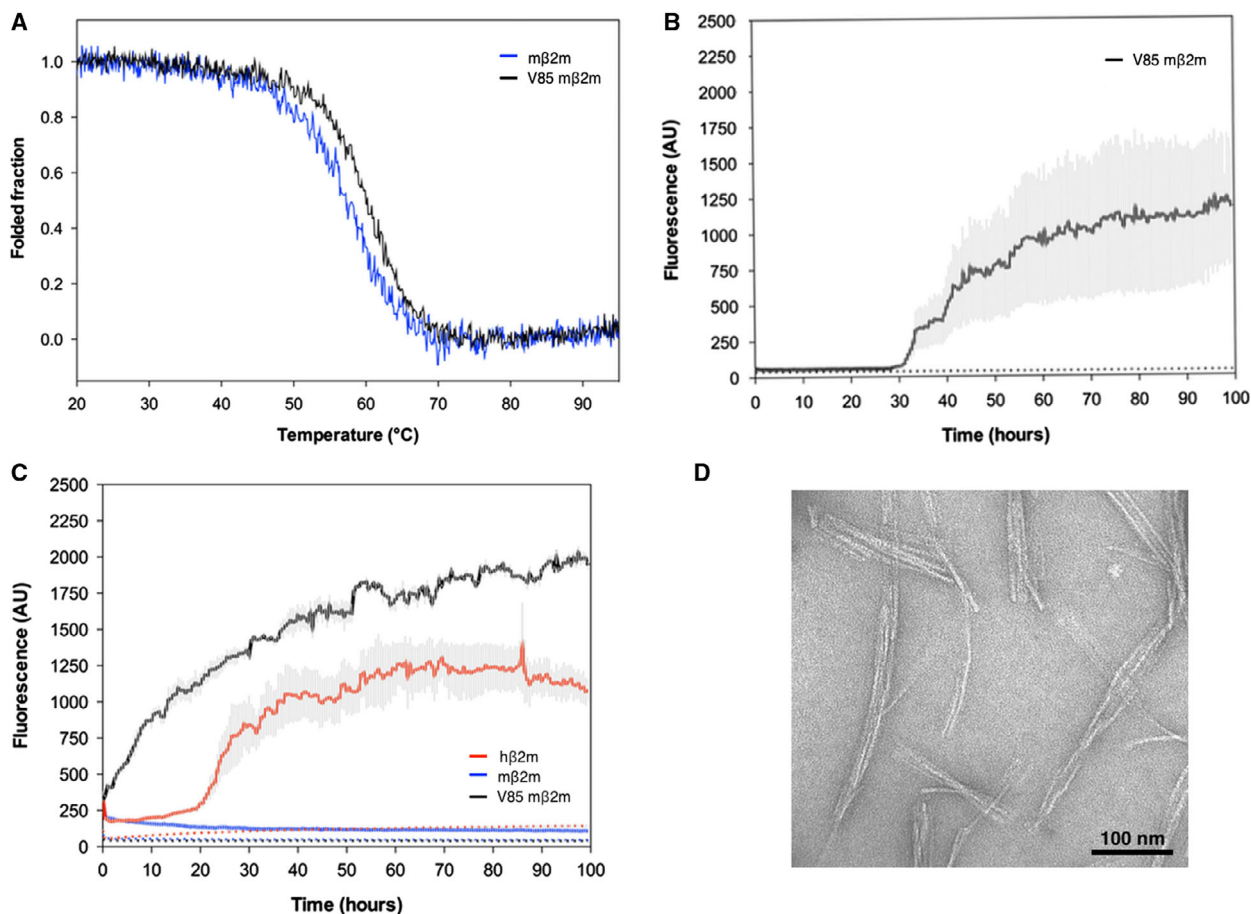 A
mβ2m
V85 mβ2m
1.0
0.8
0.6
0.4
0.2
0.0
Folded fraction
20 30 40 50 60 70 80 90
Temperature (°C)
B
V85 mβ2m
2500
2250
2000
1750
1500
1250
1000
750
500
250
0
Fluorescence (AU)
0 10 20 30 40 50 60 70 80 90 100
Time (hours)
C
2500
2250
2000
1750
1500
1250
1000
750
500
250
0
Fluorescence (AU)
hβ2m
mβ2m
V85 mβ2m
0 10 20 30 40 50 60 70 80 90 100
Time (hours)
D
100 nm